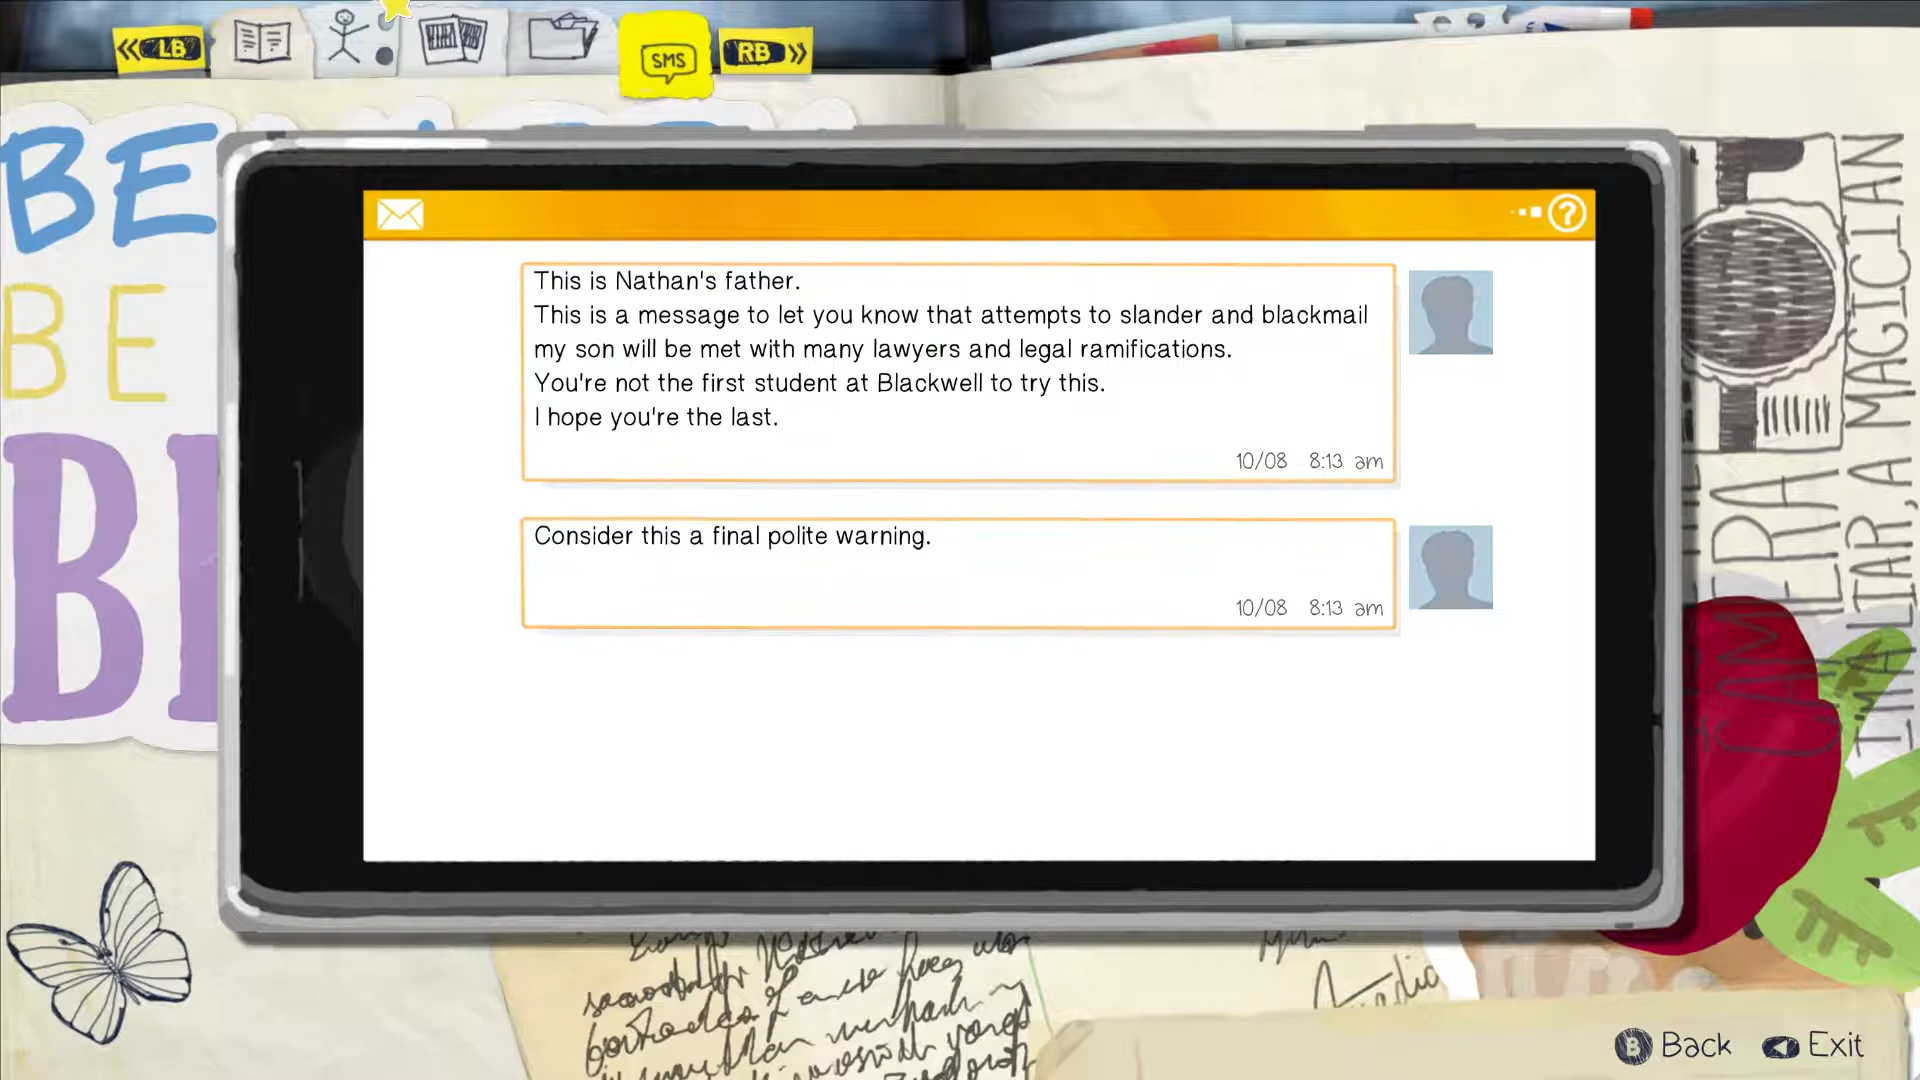 LB
SMS
RB
BE
BE
This is Nathan's father.
This is a message to let you know that attempts to slander and blackmail
my son will be met with many lawyers and legal ramifications.
You're not the first student at Blackwell to try this.
I hope you're the last.
10/08 8:13 am
Consider this a final polite warning.
10/08 8:13 am
CAMERA
LIAR, A MAGICIAN
B Back
Exit